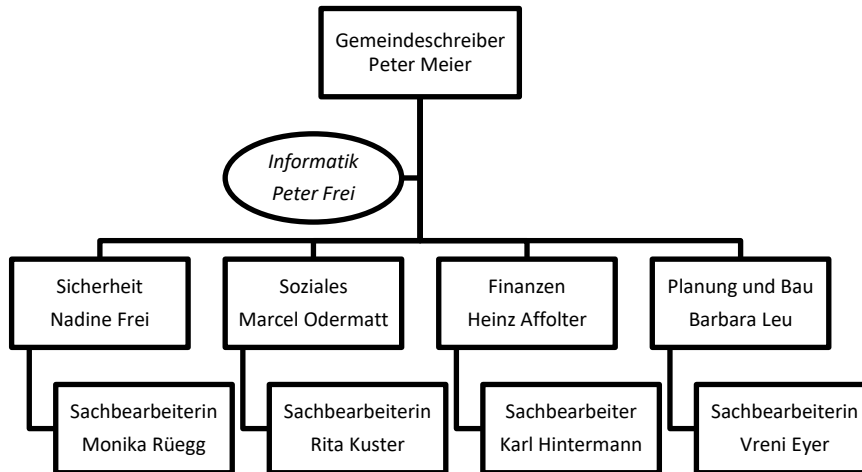 Gemeindeschreiber
Peter Meier
Informatik
Peter Frei
Sicherheit
Nadine Frei
Soziales
Marcel Odermatt
Finanzen
Heinz Affolter
Planung und Bau
Barbara Leu
Sachbearbeiterin
Monika Rüegg
Sachbearbeiterin
Rita Kuster
Sachbearbeiter
Karl Hintermann
Sachbearbeiterin
Vreni Eyer